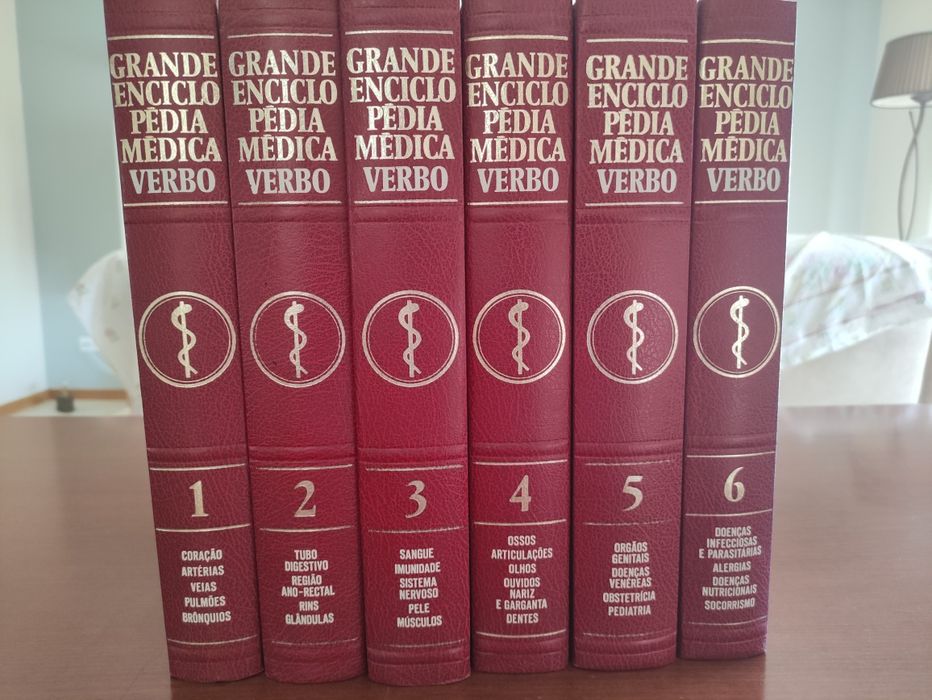 GRANDE
ENCICLO
PÉDIA
MÉDICA
VERBO
1
CORAÇÃO
ARTÉRIAS
VEIAS
PULMÕES
BRÔNQUIOS
GRANDE
ENCICLO
PÉDIA
MÉDICA
VERBO
2
TUBO
DIGESTIVO
REGIÃO
ANO-RECTAL
RINS
GLÂNDULAS
GRANDE
ENCICLO
PÉDIA
MÉDICA
VERBO
3
SANGUE
IMUNIDADE
SISTEMA
NERVOSO
PELE
MÚSCULOS
GRANDE
ENCICLO
PÉDIA
MÉDICA
VERBO
4
OSSOS
ARTICULAÇÕES
OLHOS
OUVIDOS
NARIZ
E GARGANTA
DENTES
GRANDE
ENCICLO
PÉDIA
MÉDICA
VERBO
5
ORGÃOS
GENITAIS
DOENÇAS
VENÉREAS
OBSTETRÍCIA
PEDIATRIA
GRANDE
ENCICLO
PÉDIA
MÉDICA
VERBO
6
DOENÇAS
INFECCIOSAS
E PARASITÁRIAS
ALERGIAS
DOENÇAS
NUTRICIONAIS
SOCORRISMO